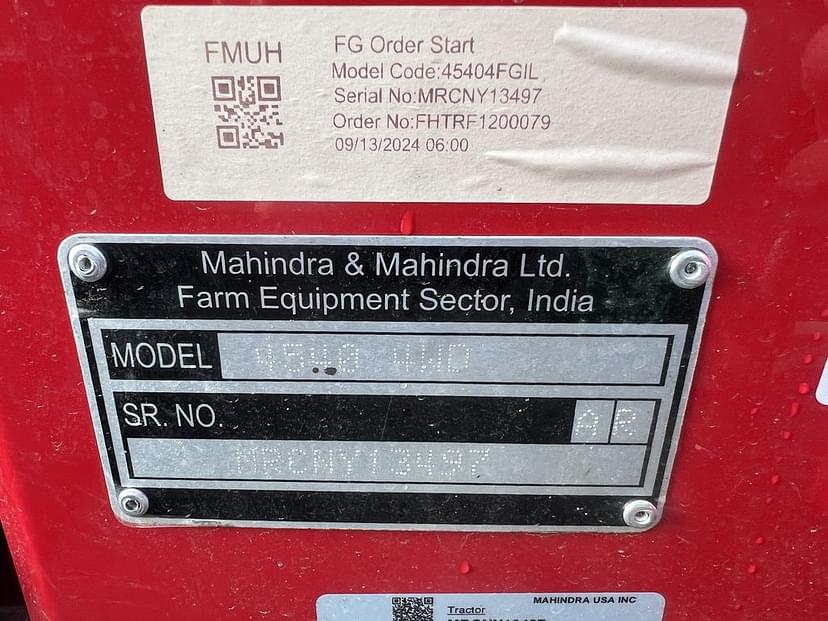 FMUH
FG Order Start
Model Code:45404FGIL
Serial No:MRCNY13497
Order No:FHTRF1200079
09/13/2024 06:00
Mahindra & Mahindra Ltd.
Farm Equipment Sector, India
MODEL 4540 4WD
SR. NO. AR
MRCNY13497
MAHINDRA USA INC
Tractor